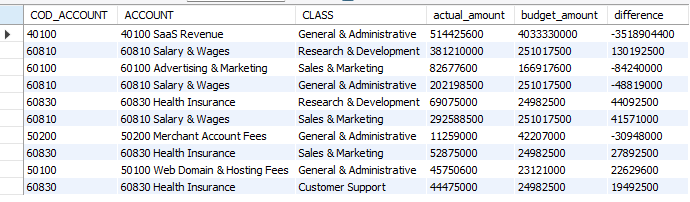 COD_ACCOUNT ACCOUNT CLASS actual_amount budget_amount difference
40100 40100 SaaS Revenue General & Administrative 514425600 4033330000 -3518904400
60810 60810 Salary & Wages Research & Development 381210000 251017500 130192500
60100 60100 Advertising & Marketing Sales & Marketing 82677600 166917600 -84240000
60810 60810 Salary & Wages General & Administrative 202198500 251017500 -48819000
60830 60830 Health Insurance Research & Development 69075000 24982500 44092500
60810 60810 Salary & Wages Sales & Marketing 292588500 251017500 41571000
50200 50200 Merchant Account Fees General & Administrative 11259000 42207000 -30948000
60830 60830 Health Insurance Sales & Marketing 52875000 24982500 27892500
50100 50100 Web Domain & Hosting Fees General & Administrative 45750600 23121000 22629600
60830 60830 Health Insurance Customer Support 44475000 24982500 19492500